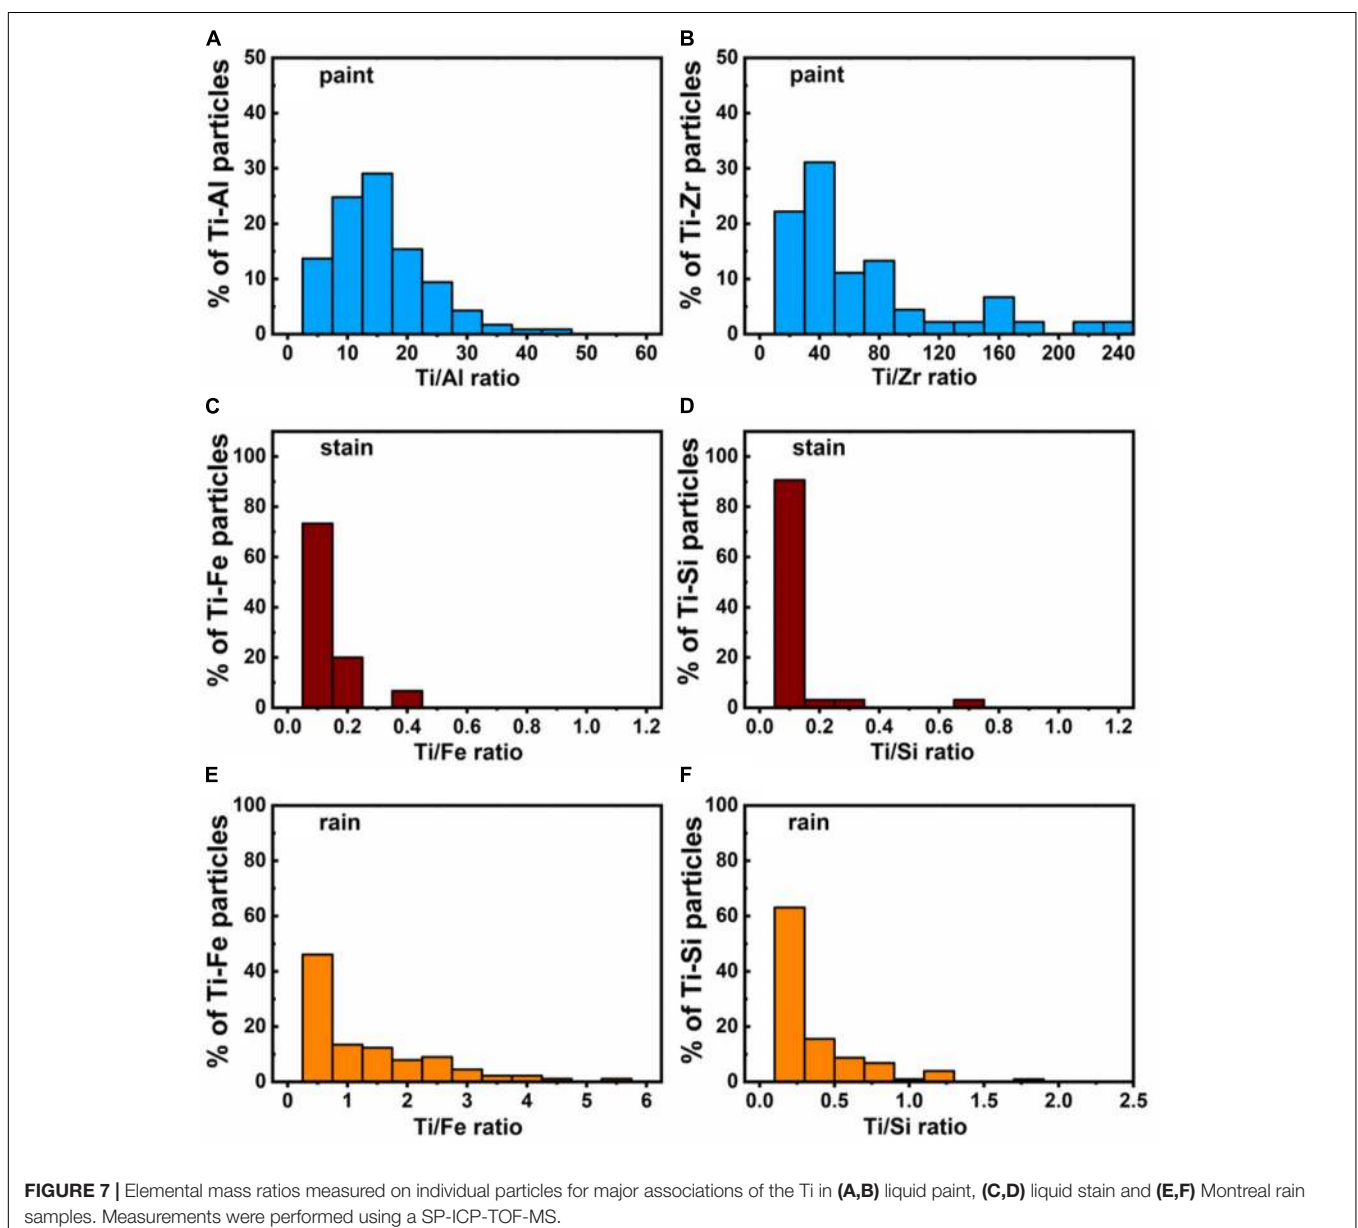 A
50
40
30
20
10
0
% of Ti-Al particles
paint
0 10 20 30 40 50 60
Ti/Al ratio
B
50
40
30
20
10
0
% of Ti-Zr particles
paint
0 40 80 120 160 200 240
Ti/Zr ratio
C
100
80
60
40
20
0
% of Ti-Fe particles
stain
0.0 0.2 0.4 0.6 0.8 1.0 1.2
Ti/Fe ratio
D
100
80
60
40
20
0
% of Ti-Si particles
stain
0.0 0.2 0.4 0.6 0.8 1.0 1.2
Ti/Si ratio
E
100
80
60
40
20
0
% of Ti-Fe particles
rain
0 1 2 3 4 5 6
Ti/Fe ratio
F
100
80
60
40
20
0
% of Ti-Si particles
rain
0.0 0.5 1.0 1.5 2.0 2.5
Ti/Si ratio
FIGURE 7 | Elemental mass ratios measured on individual particles for major associations of the Ti in (A,B) liquid paint, (C,D) liquid stain and (E,F) Montreal rain
samples. Measurements were performed using a SP-ICP-TOF-MS.